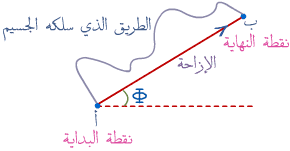 الطريق الذي سلكه الجسيم
ب
نقطة النهاية
الإزاحة
Φ
أ
نقطة البداية